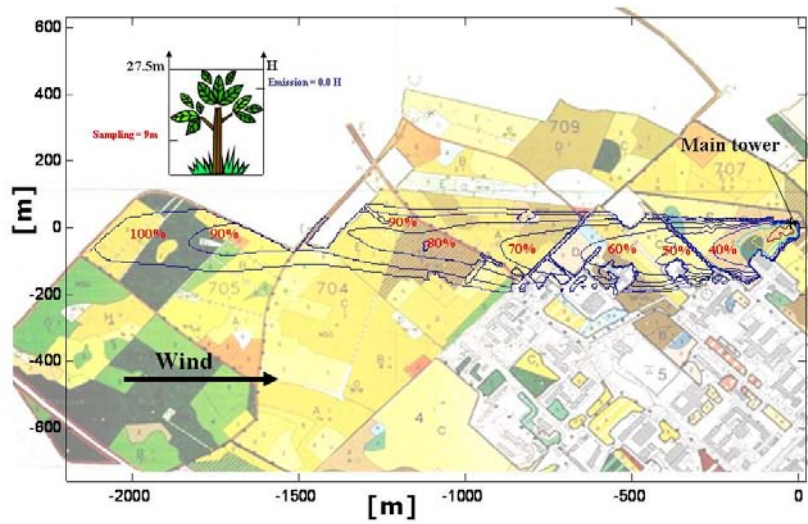 600
400
200
0
-200
-400
-600
[m]
27.5m
H
Emission = 0.0 H
Sampling = 9m
709
D
Main tower
707
100%
90%
90%
80%
70%
60%
50%
40%
705
704
C
A
B
A
4
C
5
B
Wind
-2000
-1500
-1000
-500
0
[m]